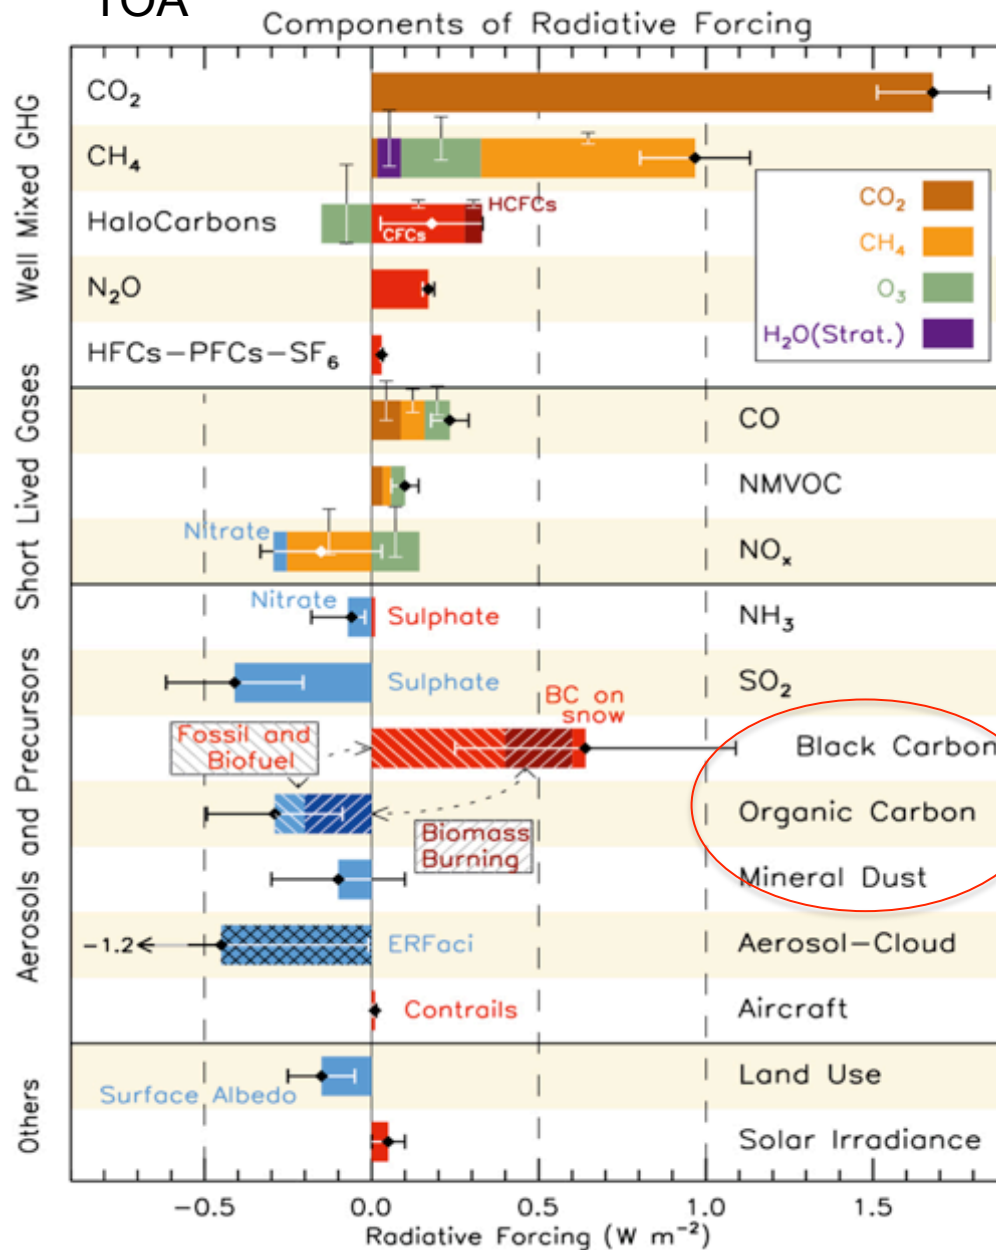 TOA
Components of Radiative Forcing
Well Mixed GHG
CO₂
CH₄
HaloCarbons
CFCs
HCFCs
N₂O
HFCs-PFCs-SF₆
CO₂
CH₄
O₃
H₂O(Strat.)
Short Lived Gases
CO
NMVOC
Nitrate
NOₓ
Aerosols and Precursors
Nitrate
Sulphate
NH₃
Sulphate
SO₂
BC on
snow
Fossil and
Biofuel
Black Carbon
Organic Carbon
Biomass
Burning
Mineral Dust
-1.2
ERFaci
Aerosol-Cloud
Contrails
Aircraft
Others
Land Use
Surface Albedo
Solar Irradiance
-0.5 0.0 0.5 1.0 1.5
Radiative Forcing (W m⁻²)